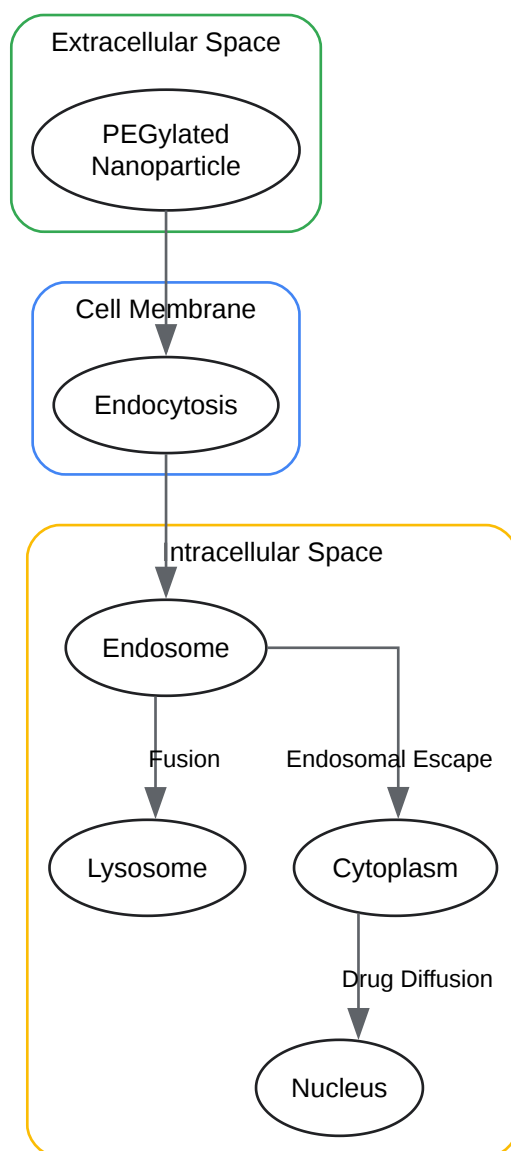 Extracellular Space
PEGylated
Nanoparticle
Cell Membrane
Endocytosis
Intracellular Space
Endosome
Fusion
Endosomal Escape
Lysosome
Cytoplasm
Drug Diffusion
Nucleus